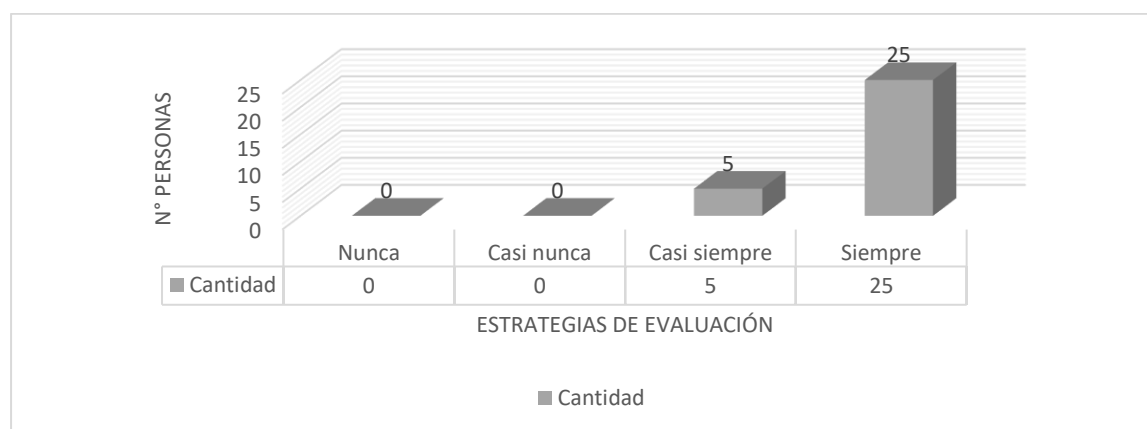 25
5
0
0
25
20
15
10
5
0
N° PERSONAS
Nunca Casi nunca Casi siempre Siempre
Cantidad 0 0 5 25
ESTRATEGIAS DE EVALUACIÓN
Cantidad